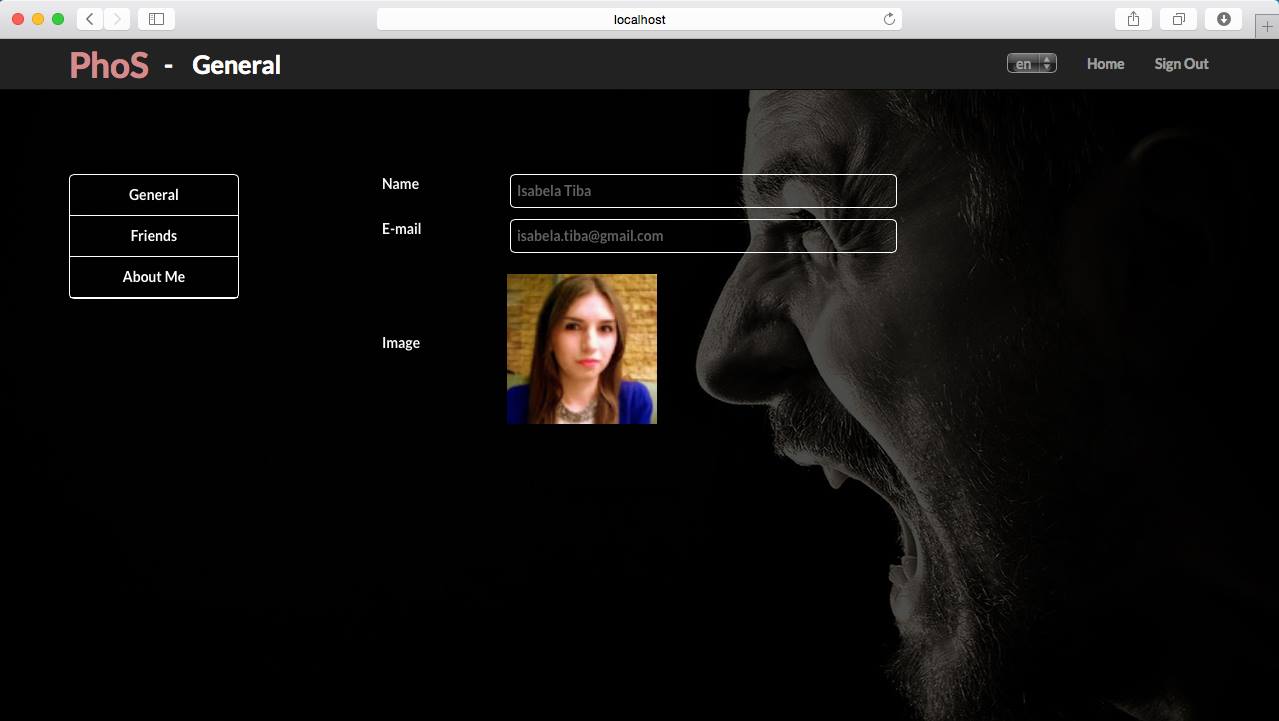 localhost
PhoS - General
en
Home
Sign Out
General
Friends
About Me
Name
Isabela Tiba
E-mail
isabela.tiba@gmail.com
Image